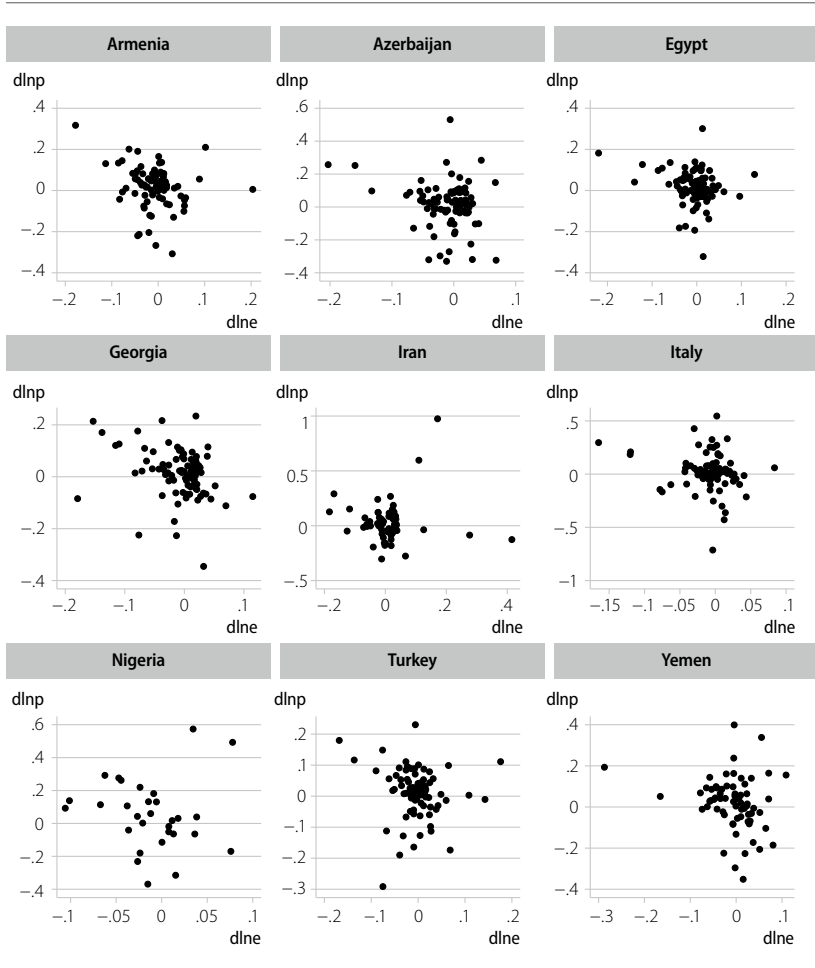 Armenia Azerbaijan Egypt
dlnp dlnp dlnp
.4 .6 .4
.2 .4 .2
0 .2 0
−.2 0 −.2
−.4 −.2 −.4
−.4
−.2 −.1 0 .1 .2 −.2 −.1 0 .1 −.2 −.1 0 .1 .2
dlne dlne dlne
Georgia Iran Italy
dlnp dlnp dlnp
.2 1 .5
0 0.5 0
−.2 0 −.5
−.4 −.5 −1
−.2 −.1 0 .1 −.2 0 .2 .4 −.15 −.1 −.05 0 .05 .1
dlne dlne dlne
Nigeria Turkey Yemen
dlnp dlnp dlnp
.6 .2 .4
.4 .1 .2
.2 0 0
0 −.1 −.2
−.2 −.2 −.4
−.4 −.3
−.1 −.05 0 .05 .1 −.2 −.1 0 .1 .2 −.3 −.2 −.1 0 .1
dlne dlne dlne